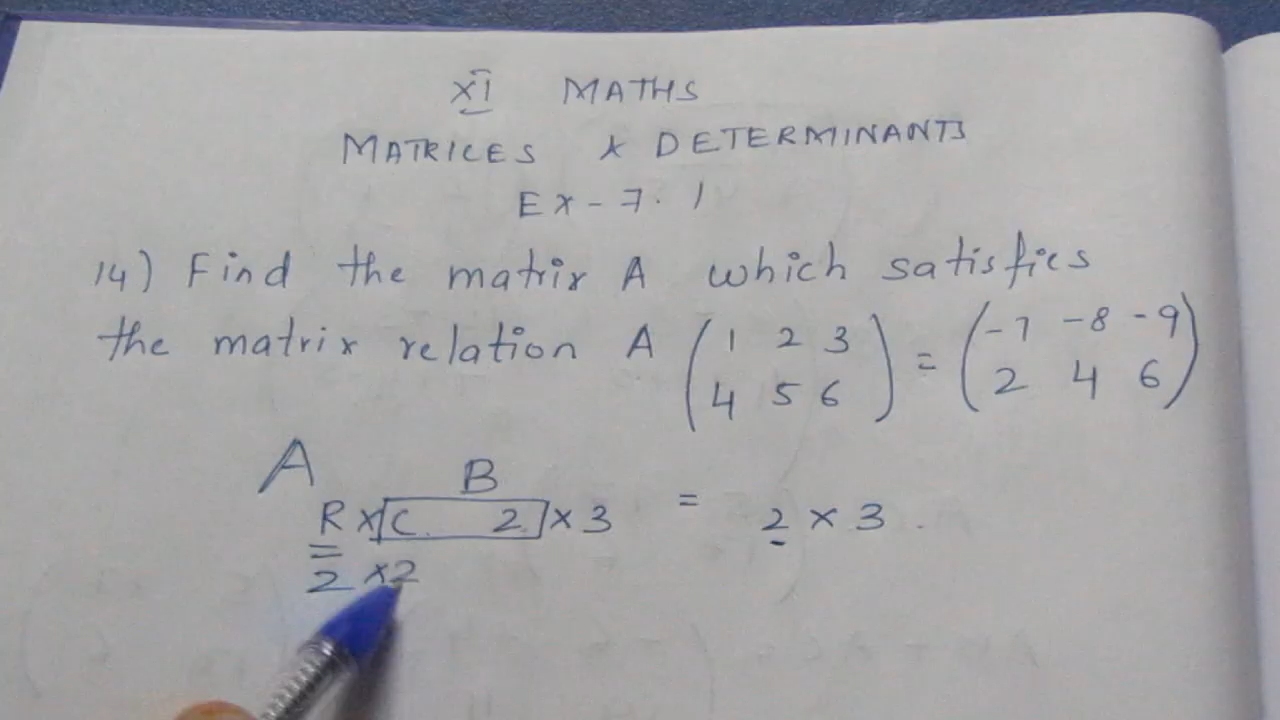 XI MATHS
MATRICES & DETERMINANTS
EX-7.1
14) Find the matrix A which satisfies
the matrix relation A (1 2 3 = (-7 -8 -9
4 5 6) 2 4 6)
A B
R x C 2 x 3 = 2 x 3.
2 x 2